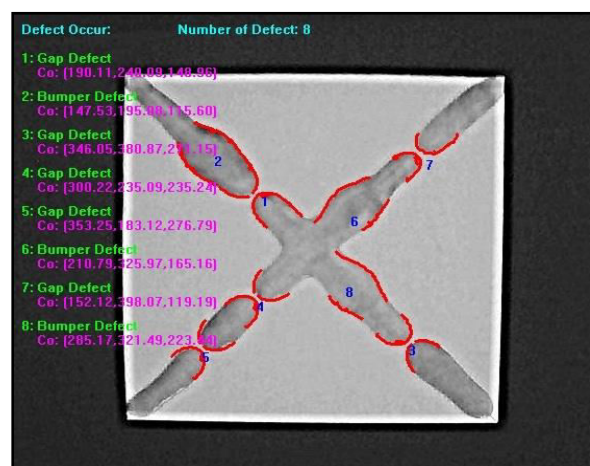 Defect Occur: Number of Defect: 8
1: Gap Defect
Co: (190.11,240.09,148.96)
2: Bumper Defect
Co: (147.53,195.08,115.60)
3: Gap Defect
Co: (346.05,380.87,271.15)
4: Gap Defect
Co: (300.22,235.09,235.24)
5: Gap Defect
Co: (353.25,183.12,276.79)
6: Bumper Defect
Co: (210.79,325.97,165.16)
7: Gap Defect
Co: (152.12,398.07,119.19)
8: Bumper Defect
Co: (285.17,321.49,223.44)
2
7
1
6
8
4
3
5